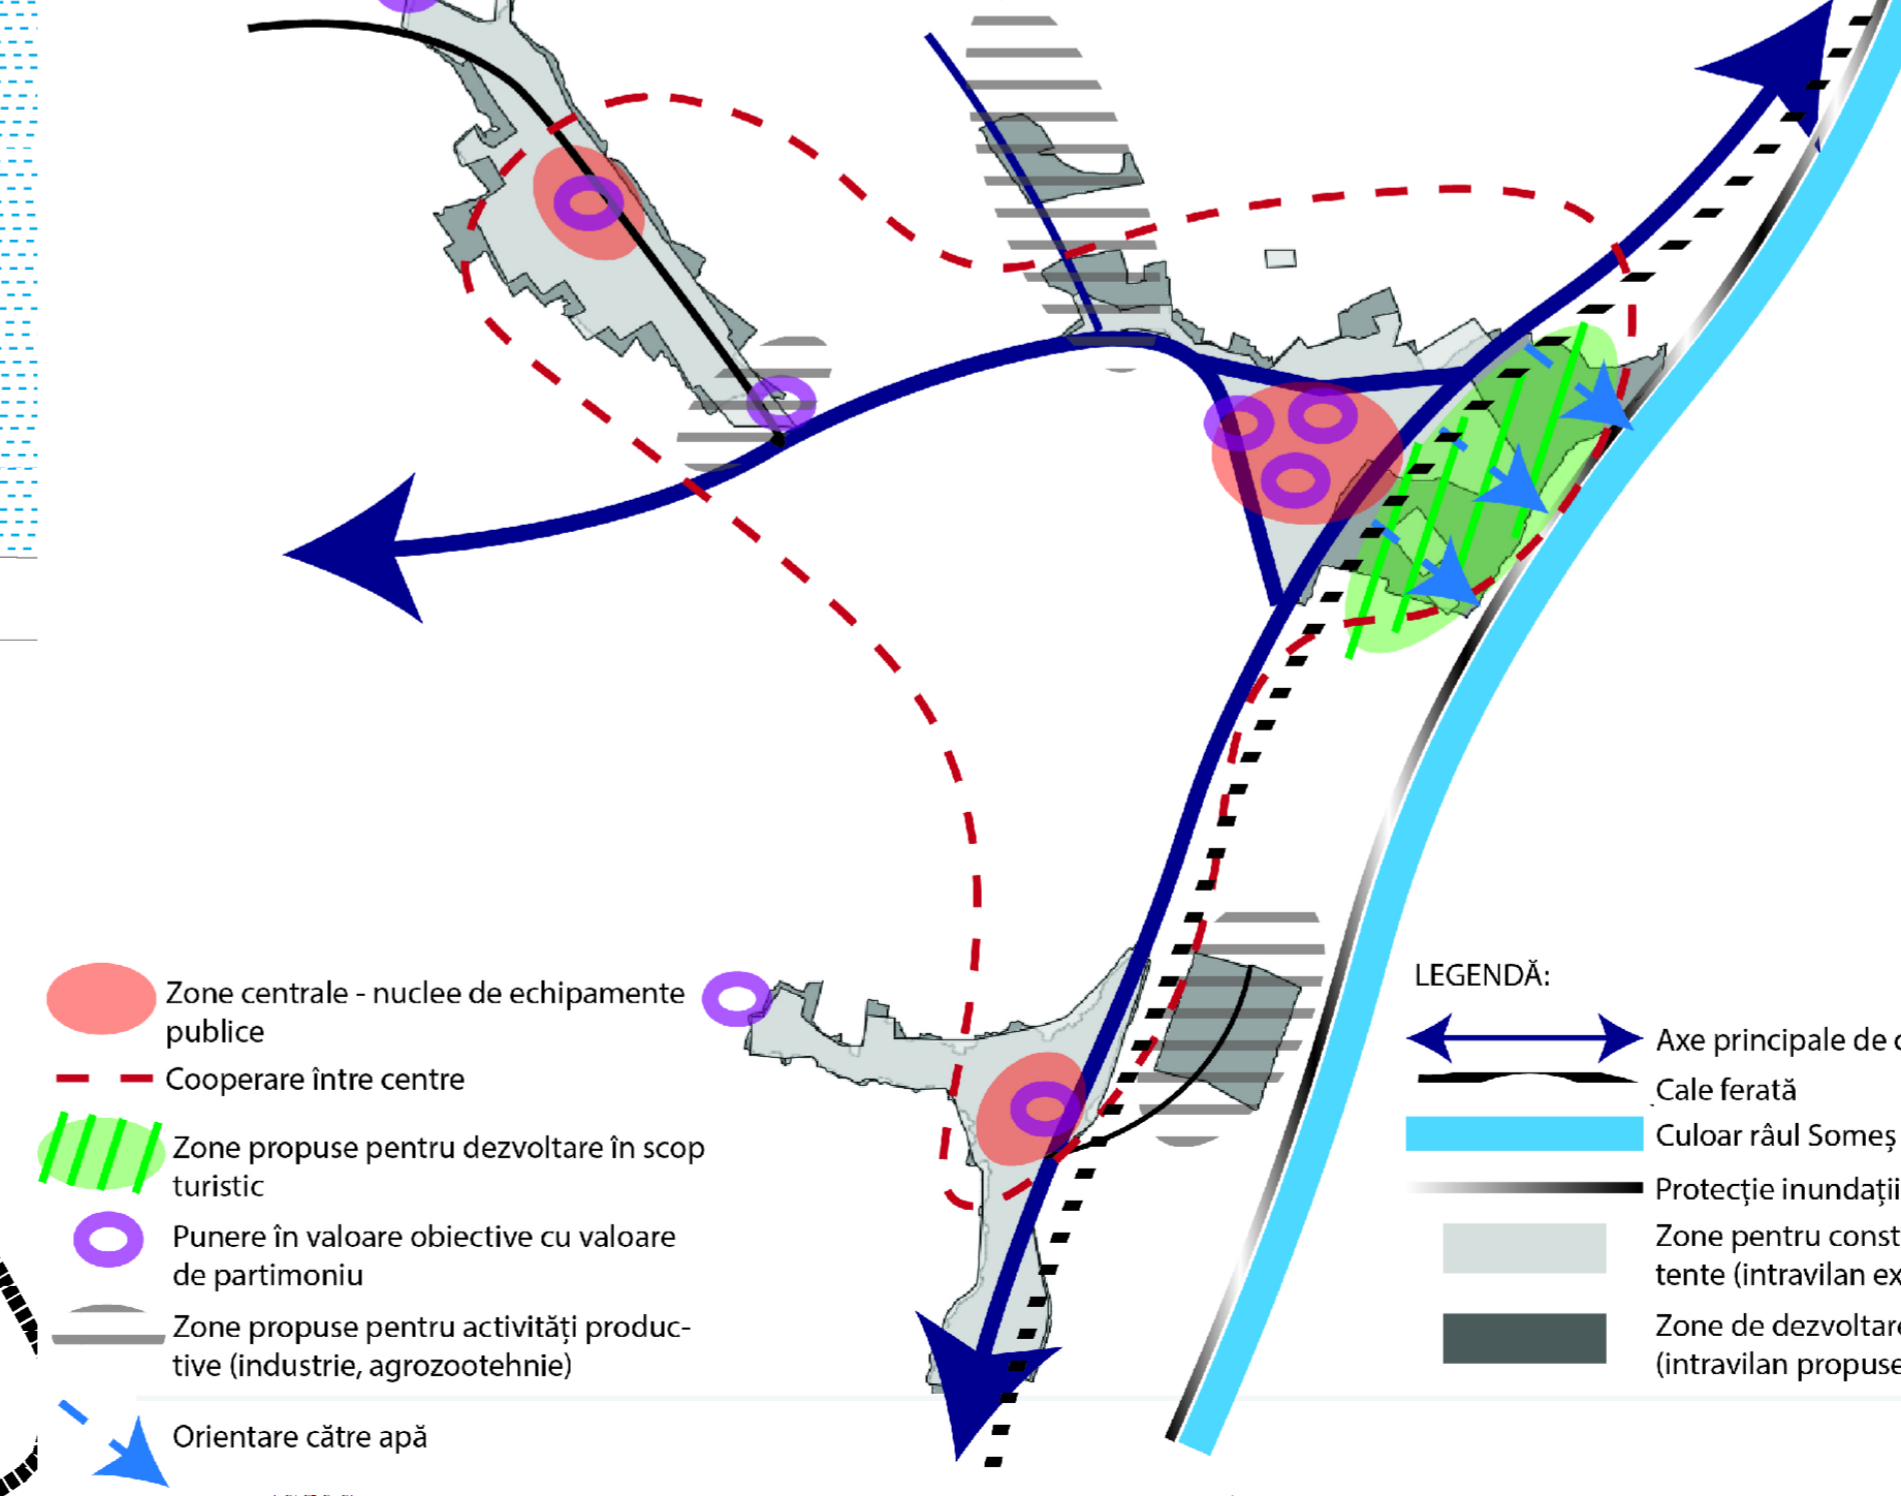 Zone centrale - nuclee de echipamente
publice
Cooperare între centre
Zone propuse pentru dezvoltare în scop
turistic
Punere în valoare obiective cu valoare
de partimoniu
Zone propuse pentru activități produc-
tive (industrie, agrozootehnie)
Orientare către apă
LEGENDĂ:
Axe principale de
Cale ferată
Culoar râul Someș
Protecție inundații
Zone pentru const
tente (intravilan ex
Zone de dezvoltare
(intravilan propuse